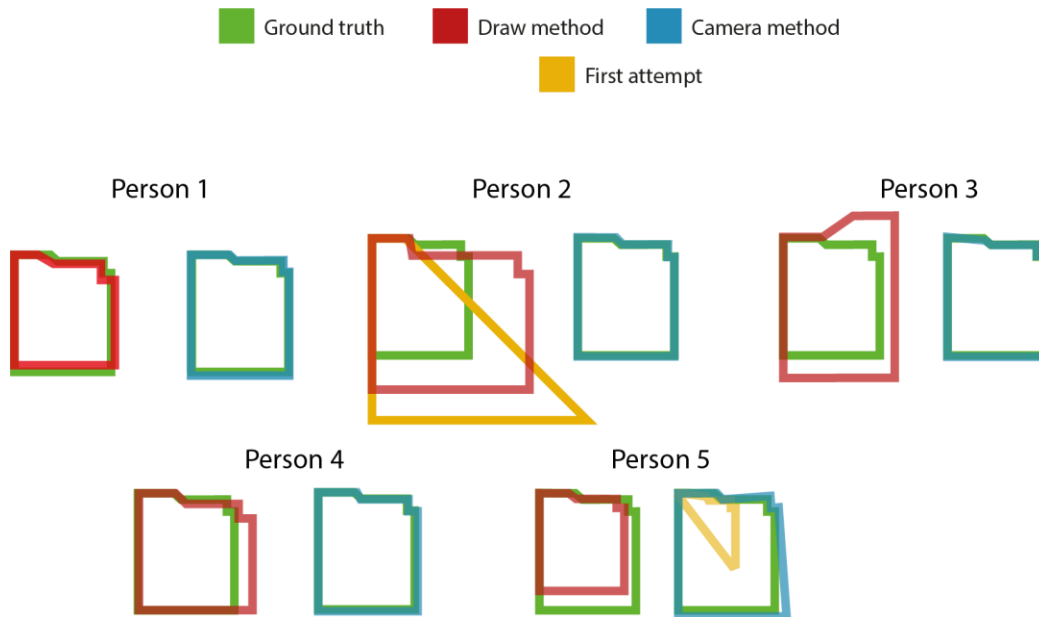 Ground truth
Draw method
Camera method
First attempt
Person 1
Person 2
Person 3
Person 4
Person 5